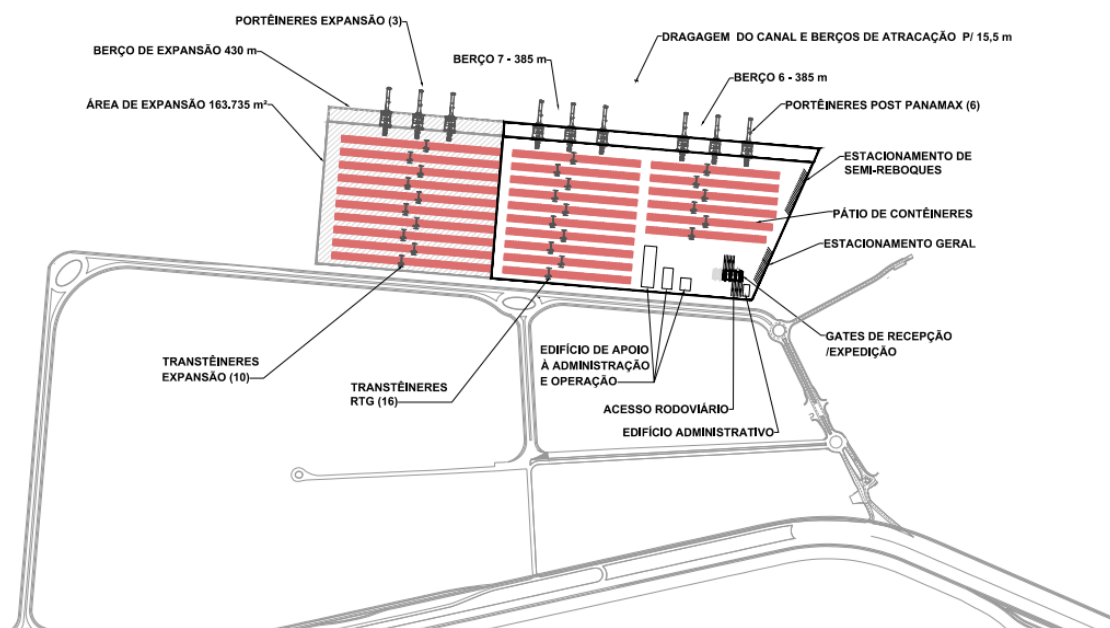 PORTÊINERES EXPANSÃO (3)
DRAGAGEM DO CANAL E BERÇOS DE ATRACAÇÃO P/ 15,5 m
BERÇO DE EXPANSÃO 430 m
BERÇO 7 - 385 m
BERÇO 6 - 385 m
ÁREA DE EXPANSÃO 163.735 m²
PORTÊINERES POST PANAMAX (6)
ESTACIONAMENTO DE
SEMI-REBOQUES
PÁTIO DE CONTÊINERES
ESTACIONAMENTO GERAL
GATES DE RECEPÇÃO
/EXPEDIÇÃO
TRANSTÊINERES
EXPANSÃO (10)
TRANSTÊINERES
RTG (16)
EDIFÍCIO DE APOIO
À ADMINISTRAÇÃO
E OPERAÇÃO
ACESSO RODOVIÁRIO
EDIFÍCIO ADMINISTRATIVO